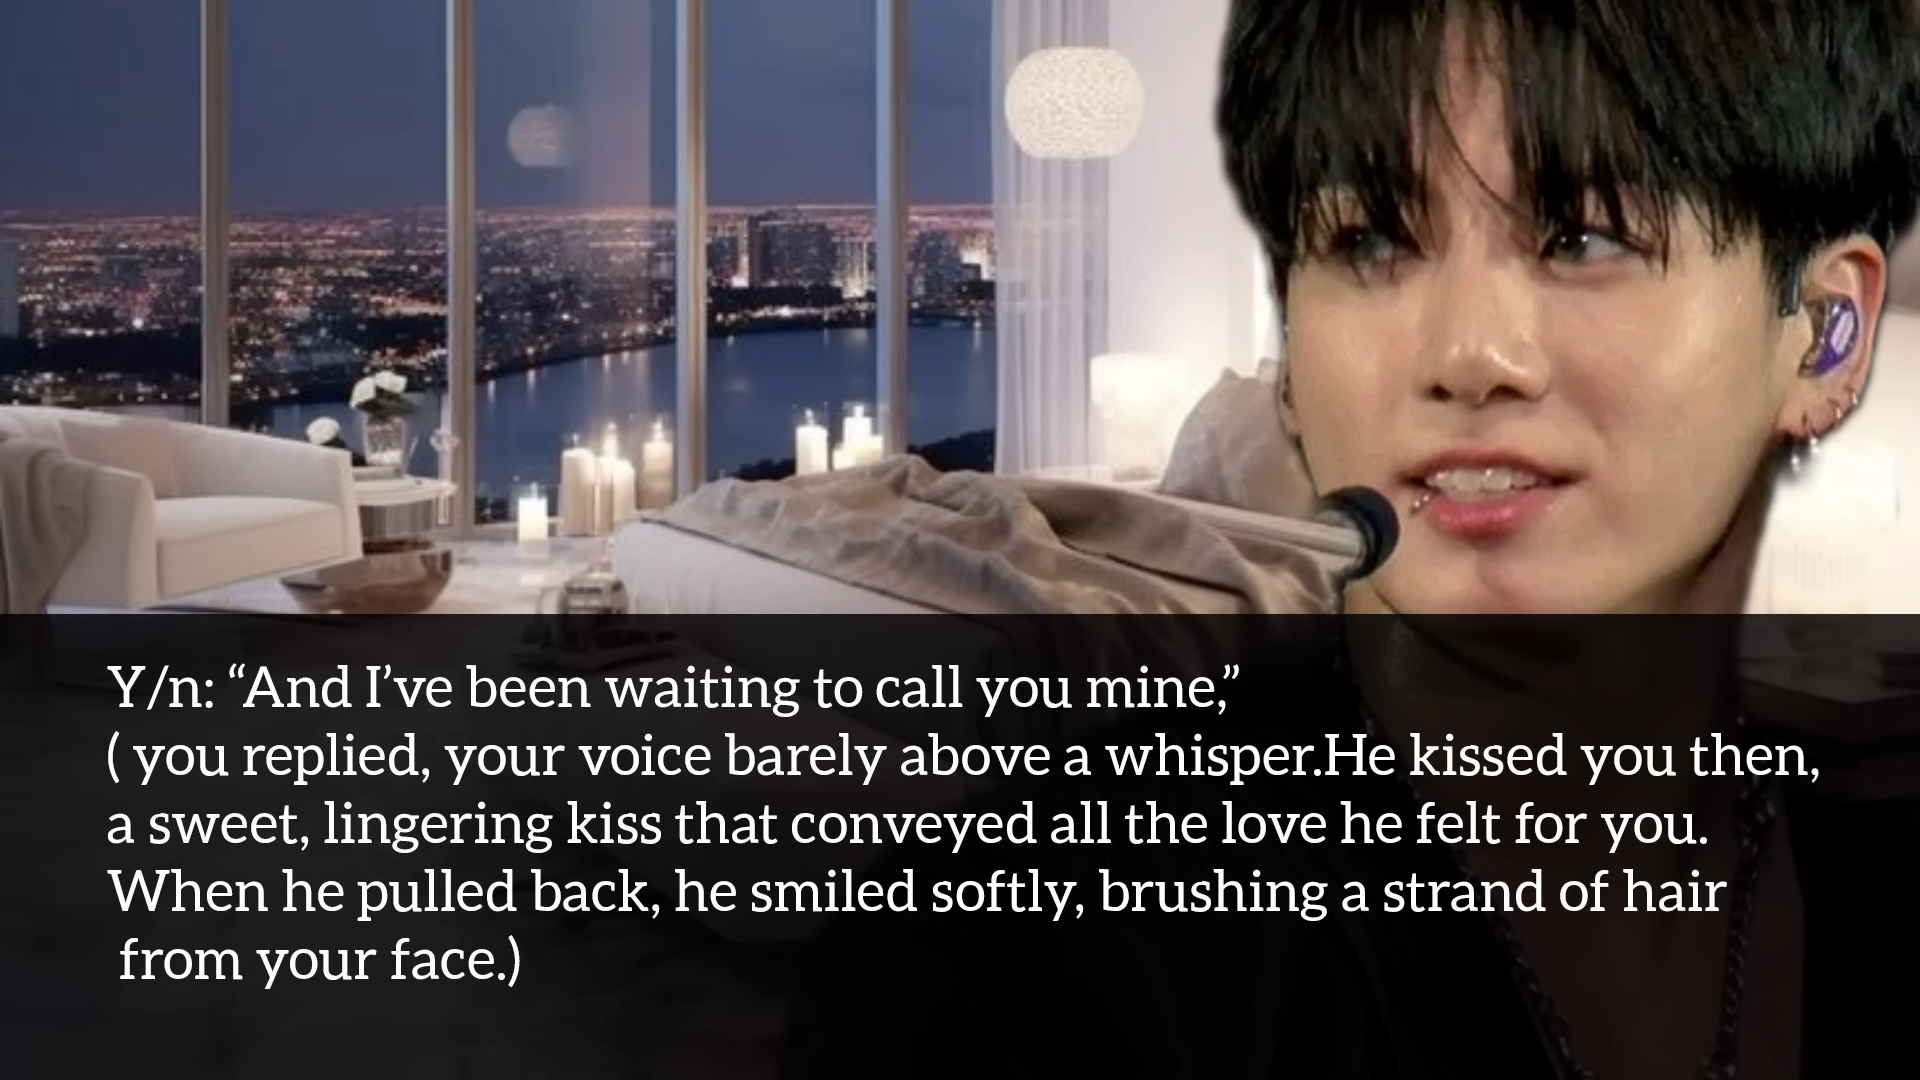 Y/n: “And I’ve been waiting to call you mine,”
( you replied, your voice barely above a whisper.He kissed you then,
a sweet, lingering kiss that conveyed all the love he felt for you.
When he pulled back, he smiled softly, brushing a strand of hair
from your face.)